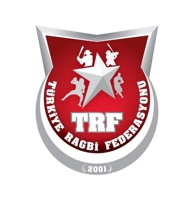 TRF
TÜRKİYE RAGBİ FEDERASYONU
2001